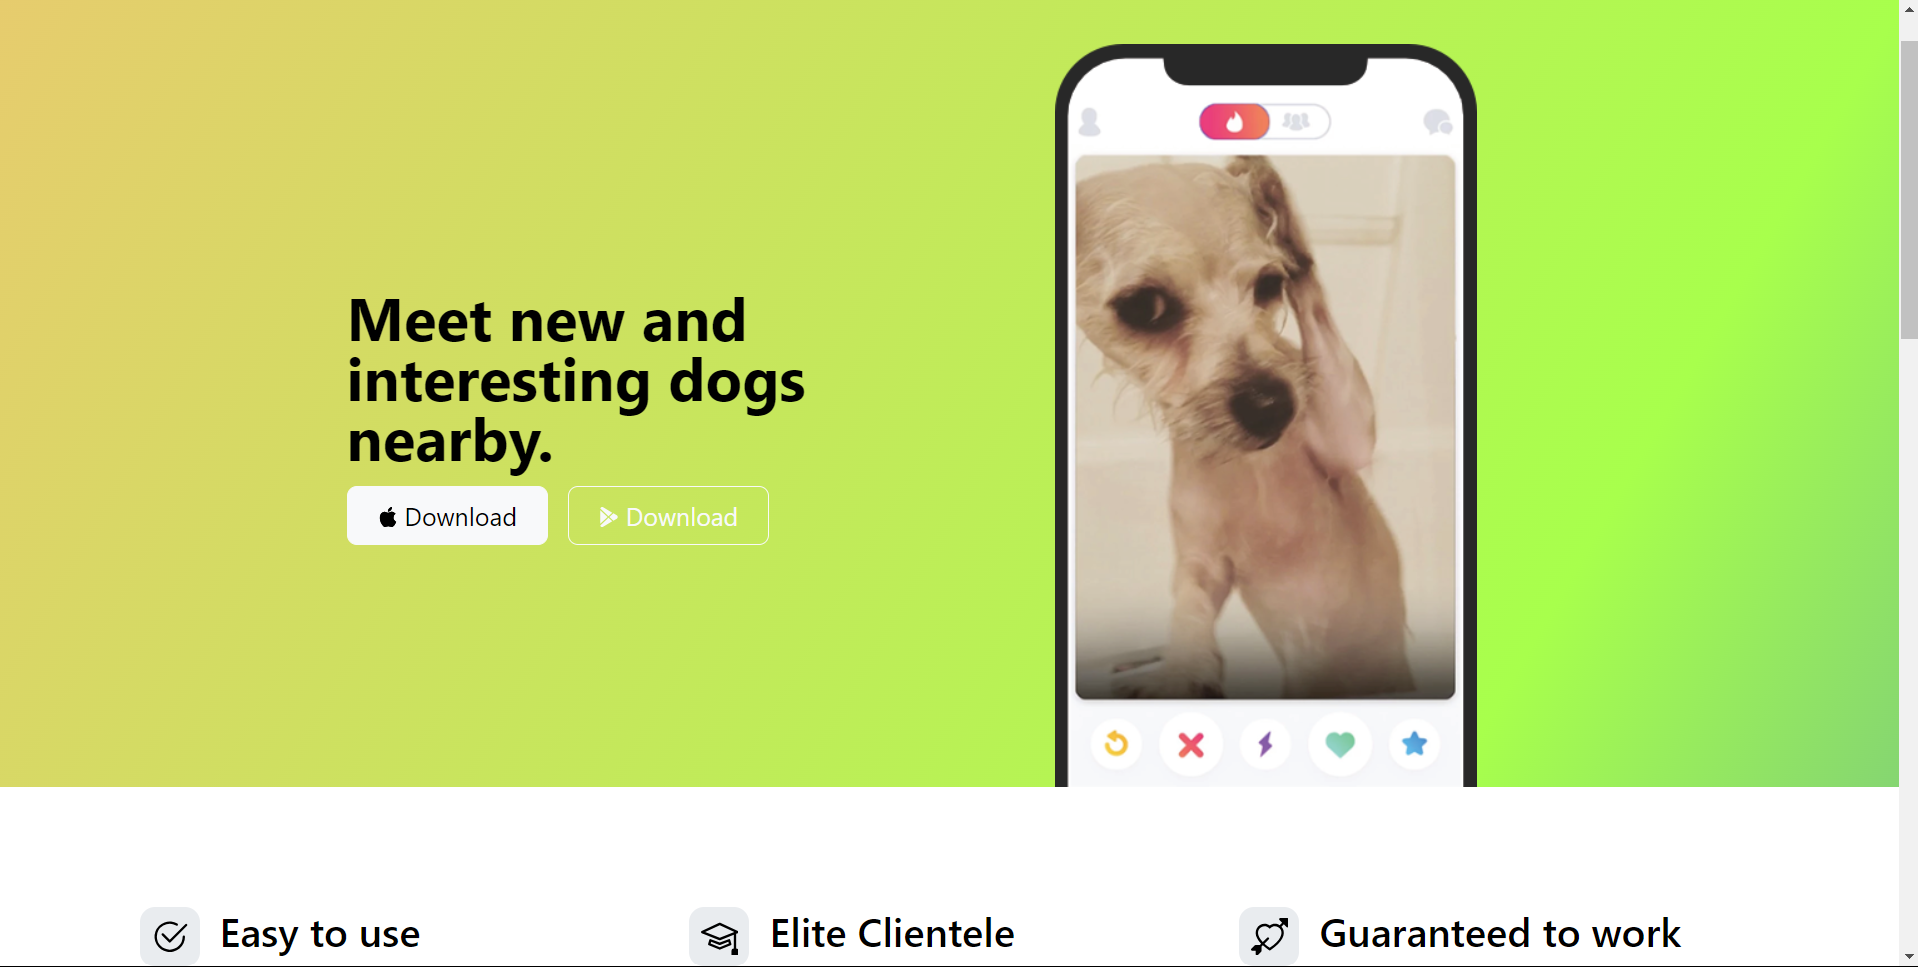 Meet new and
interesting dogs
nearby.
Download
Download
Easy to use
Elite Clientele
Guaranteed to work